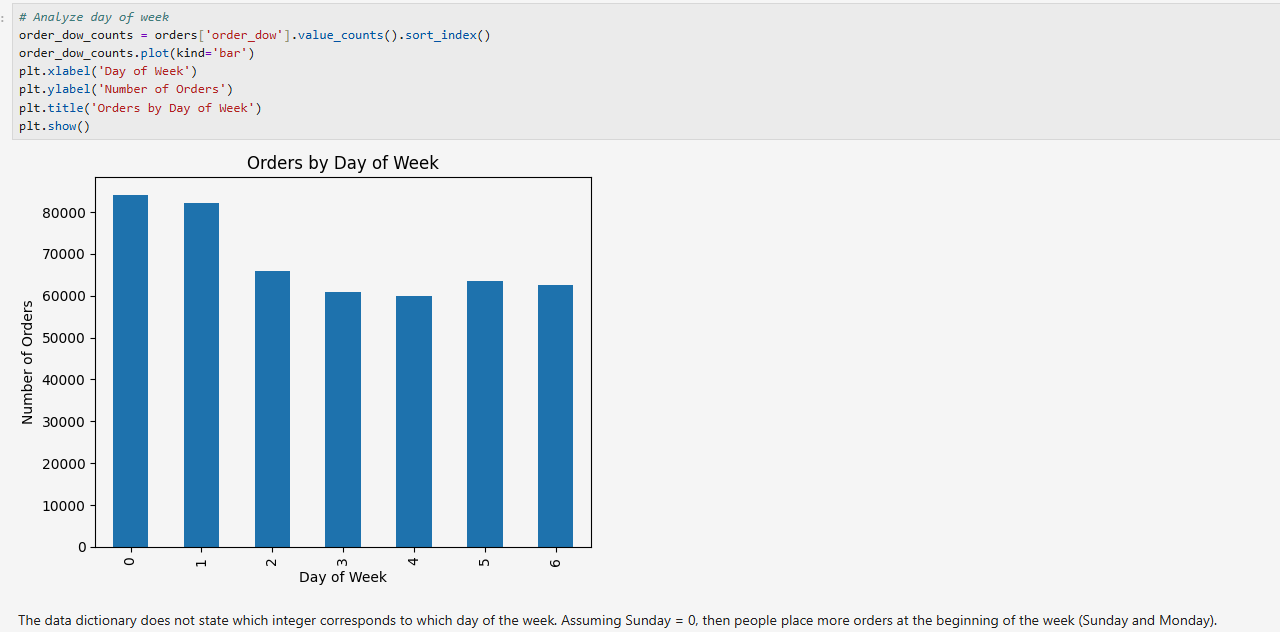 :
# Analyze day of week
order_dow_counts = orders['order_dow'].value_counts().sort_index()
order_dow_counts.plot(kind='bar')
plt.xlabel('Day of Week')
plt.ylabel('Number of Orders')
plt.title('Orders by Day of Week')
plt.show()
Orders by Day of Week
80000
70000
60000
50000
40000
30000
20000
10000
0
Number of Orders
0 1 2 3 4 5 6
Day of Week
The data dictionary does not state which integer corresponds to which day of the week. Assuming Sunday = 0, then people place more orders at the beginning of the week (Sunday and Monday).